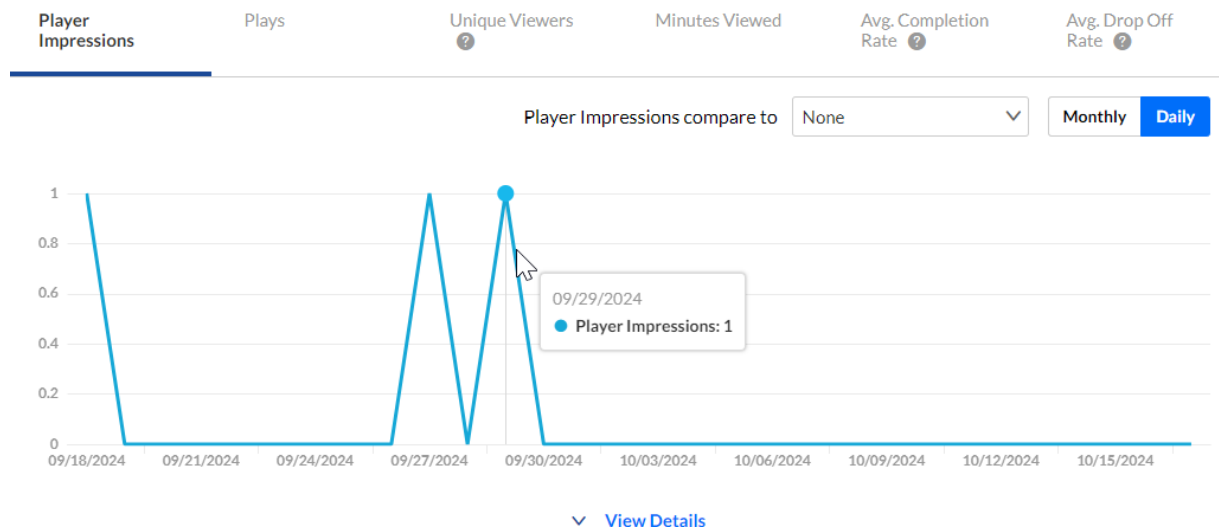 Player
Impressions
Plays
Unique Viewers
?
Minutes Viewed
Avg. Completion
Rate ?
Avg. Drop Off
Rate ?
Player Impressions compare to
None
Monthly
Daily
1
0.8
0.6
0.4
0.2
0
09/29/2024
Player Impressions: 1
09/18/2024
09/21/2024
09/24/2024
09/27/2024
09/30/2024
10/03/2024
10/06/2024
10/09/2024
10/12/2024
10/15/2024
View Details